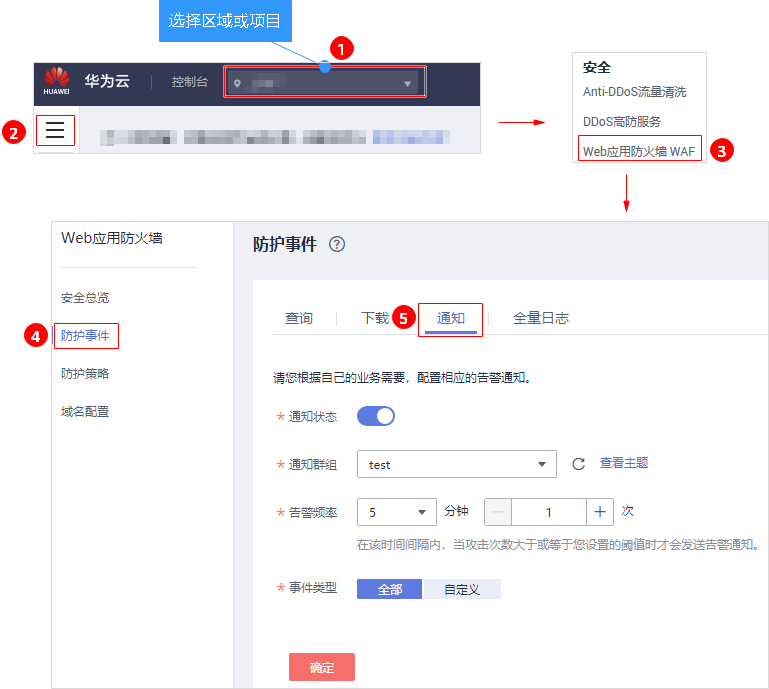 选择区域或项目
1
HUAWEI
华为云
控制台
2
安全
Anti-DDoS流量清洗
DDoS高防服务
Web应用防火墙 WAF
3
Web应用防火墙
安全总览
4
防护事件
防护策略
域名配置
防护事件 ?
查询
下载
5
通知
全量日志
请您根据自己的业务需要，配置相应的告警通知。
* 通知状态
* 通知群组
test
查看主题
* 告警频率
5
分钟
— 1 +
次
在该时间间隔内，当攻击次数大于或等于您设置的阈值时才会发送告警通知。
* 事件类型
全部
自定义
确定